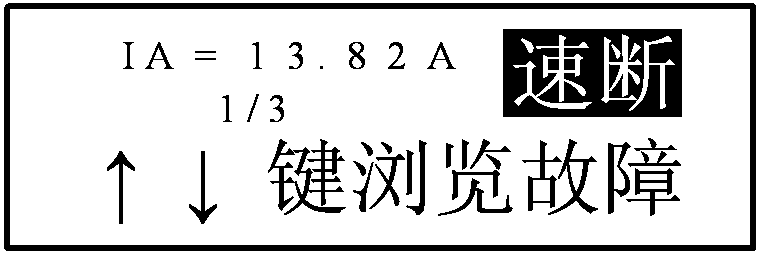 IA = 13.82A 速断
1/3
↑ ↓ 键浏览故障